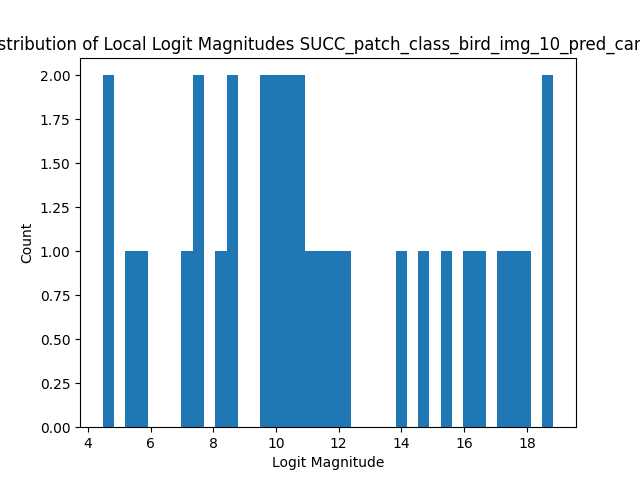 stribution of Local Logit Magnitudes SUCC_patch_class_bird_img_10_pred_car
2.00
1.75
1.50
1.25
1.00
0.75
0.50
0.25
0.00
Count
4 6 8 10 12 14 16 18
Logit Magnitude